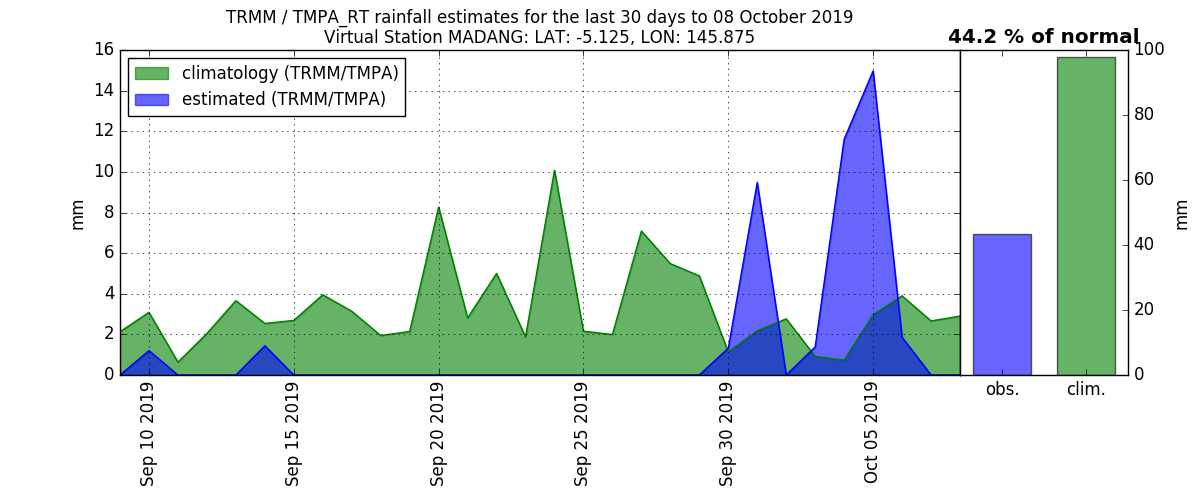 TRMM / TMPA_RT rainfall estimates for the last 30 days to 08 October 2019
Virtual Station MADANG: LAT: -5.125, LON: 145.875
44.2 % of normal
climatology (TRMM/TMPA)
estimated (TRMM/TMPA)
mm
16
14
12
10
8
6
4
2
0
Sep 10 2019
Sep 15 2019
Sep 20 2019
Sep 25 2019
Sep 30 2019
Oct 05 2019
obs.
clim.
100
80
60
40
20
0
mm